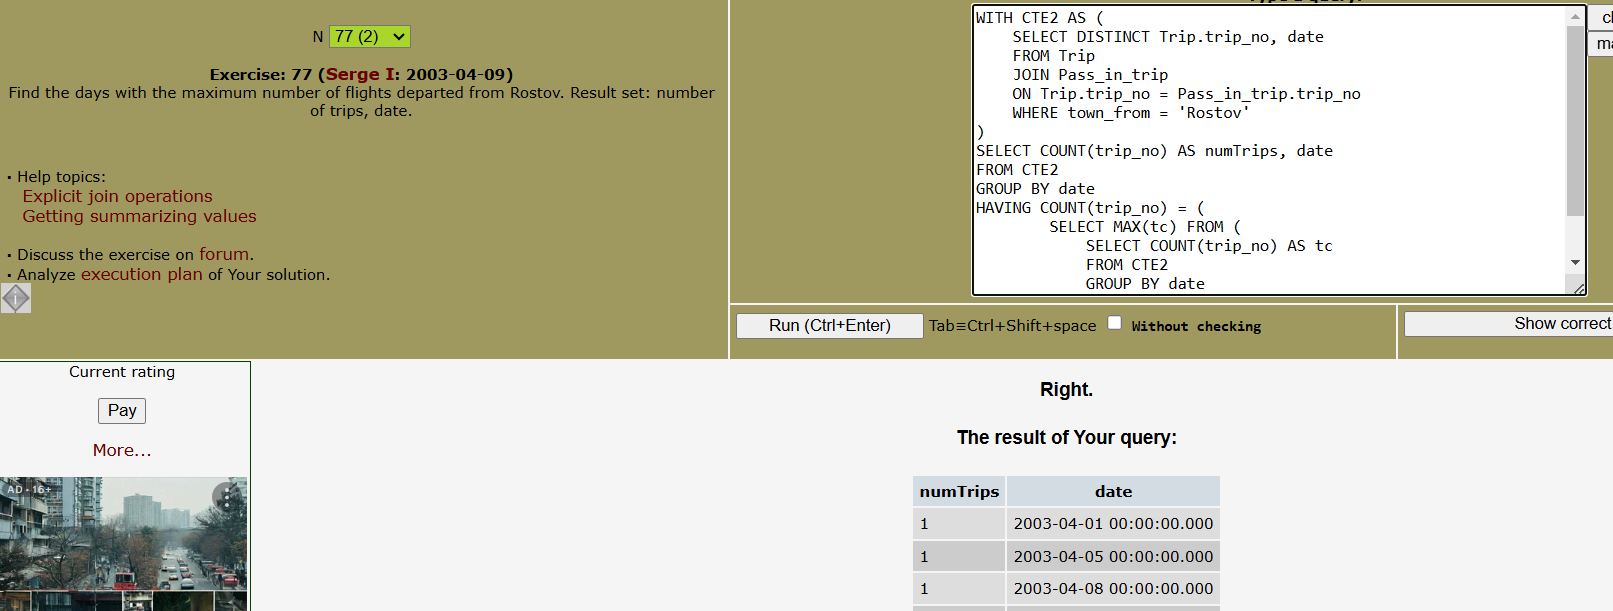 N 77 (2)
Exercise: 77 (Serge I: 2003-04-09)
Find the days with the maximum number of flights departed from Rostov. Result set: number
of trips, date.
· Help topics:
Explicit join operations
Getting summarizing values
· Discuss the exercise on forum.
· Analyze execution plan of Your solution.
WITH CTE2 AS (
    SELECT DISTINCT Trip.trip_no, date
    FROM Trip
    JOIN Pass_in_trip
    ON Trip.trip_no = Pass_in_trip.trip_no
    WHERE town_from = 'Rostov'
)
SELECT COUNT(trip_no) AS numTrips, date
FROM CTE2
GROUP BY date
HAVING COUNT(trip_no) = (
        SELECT MAX(tc) FROM (
            SELECT COUNT(trip_no) AS tc
            FROM CTE2
            GROUP BY date
Run (Ctrl+Enter) Tab≡Ctrl+Shift+space Without checking
Show correct
Current rating
Pay
More...
AD · 16+
Right.
The result of Your query:
numTrips date
1 2003-04-01 00:00:00.000
1 2003-04-05 00:00:00.000
1 2003-04-08 00:00:00.000